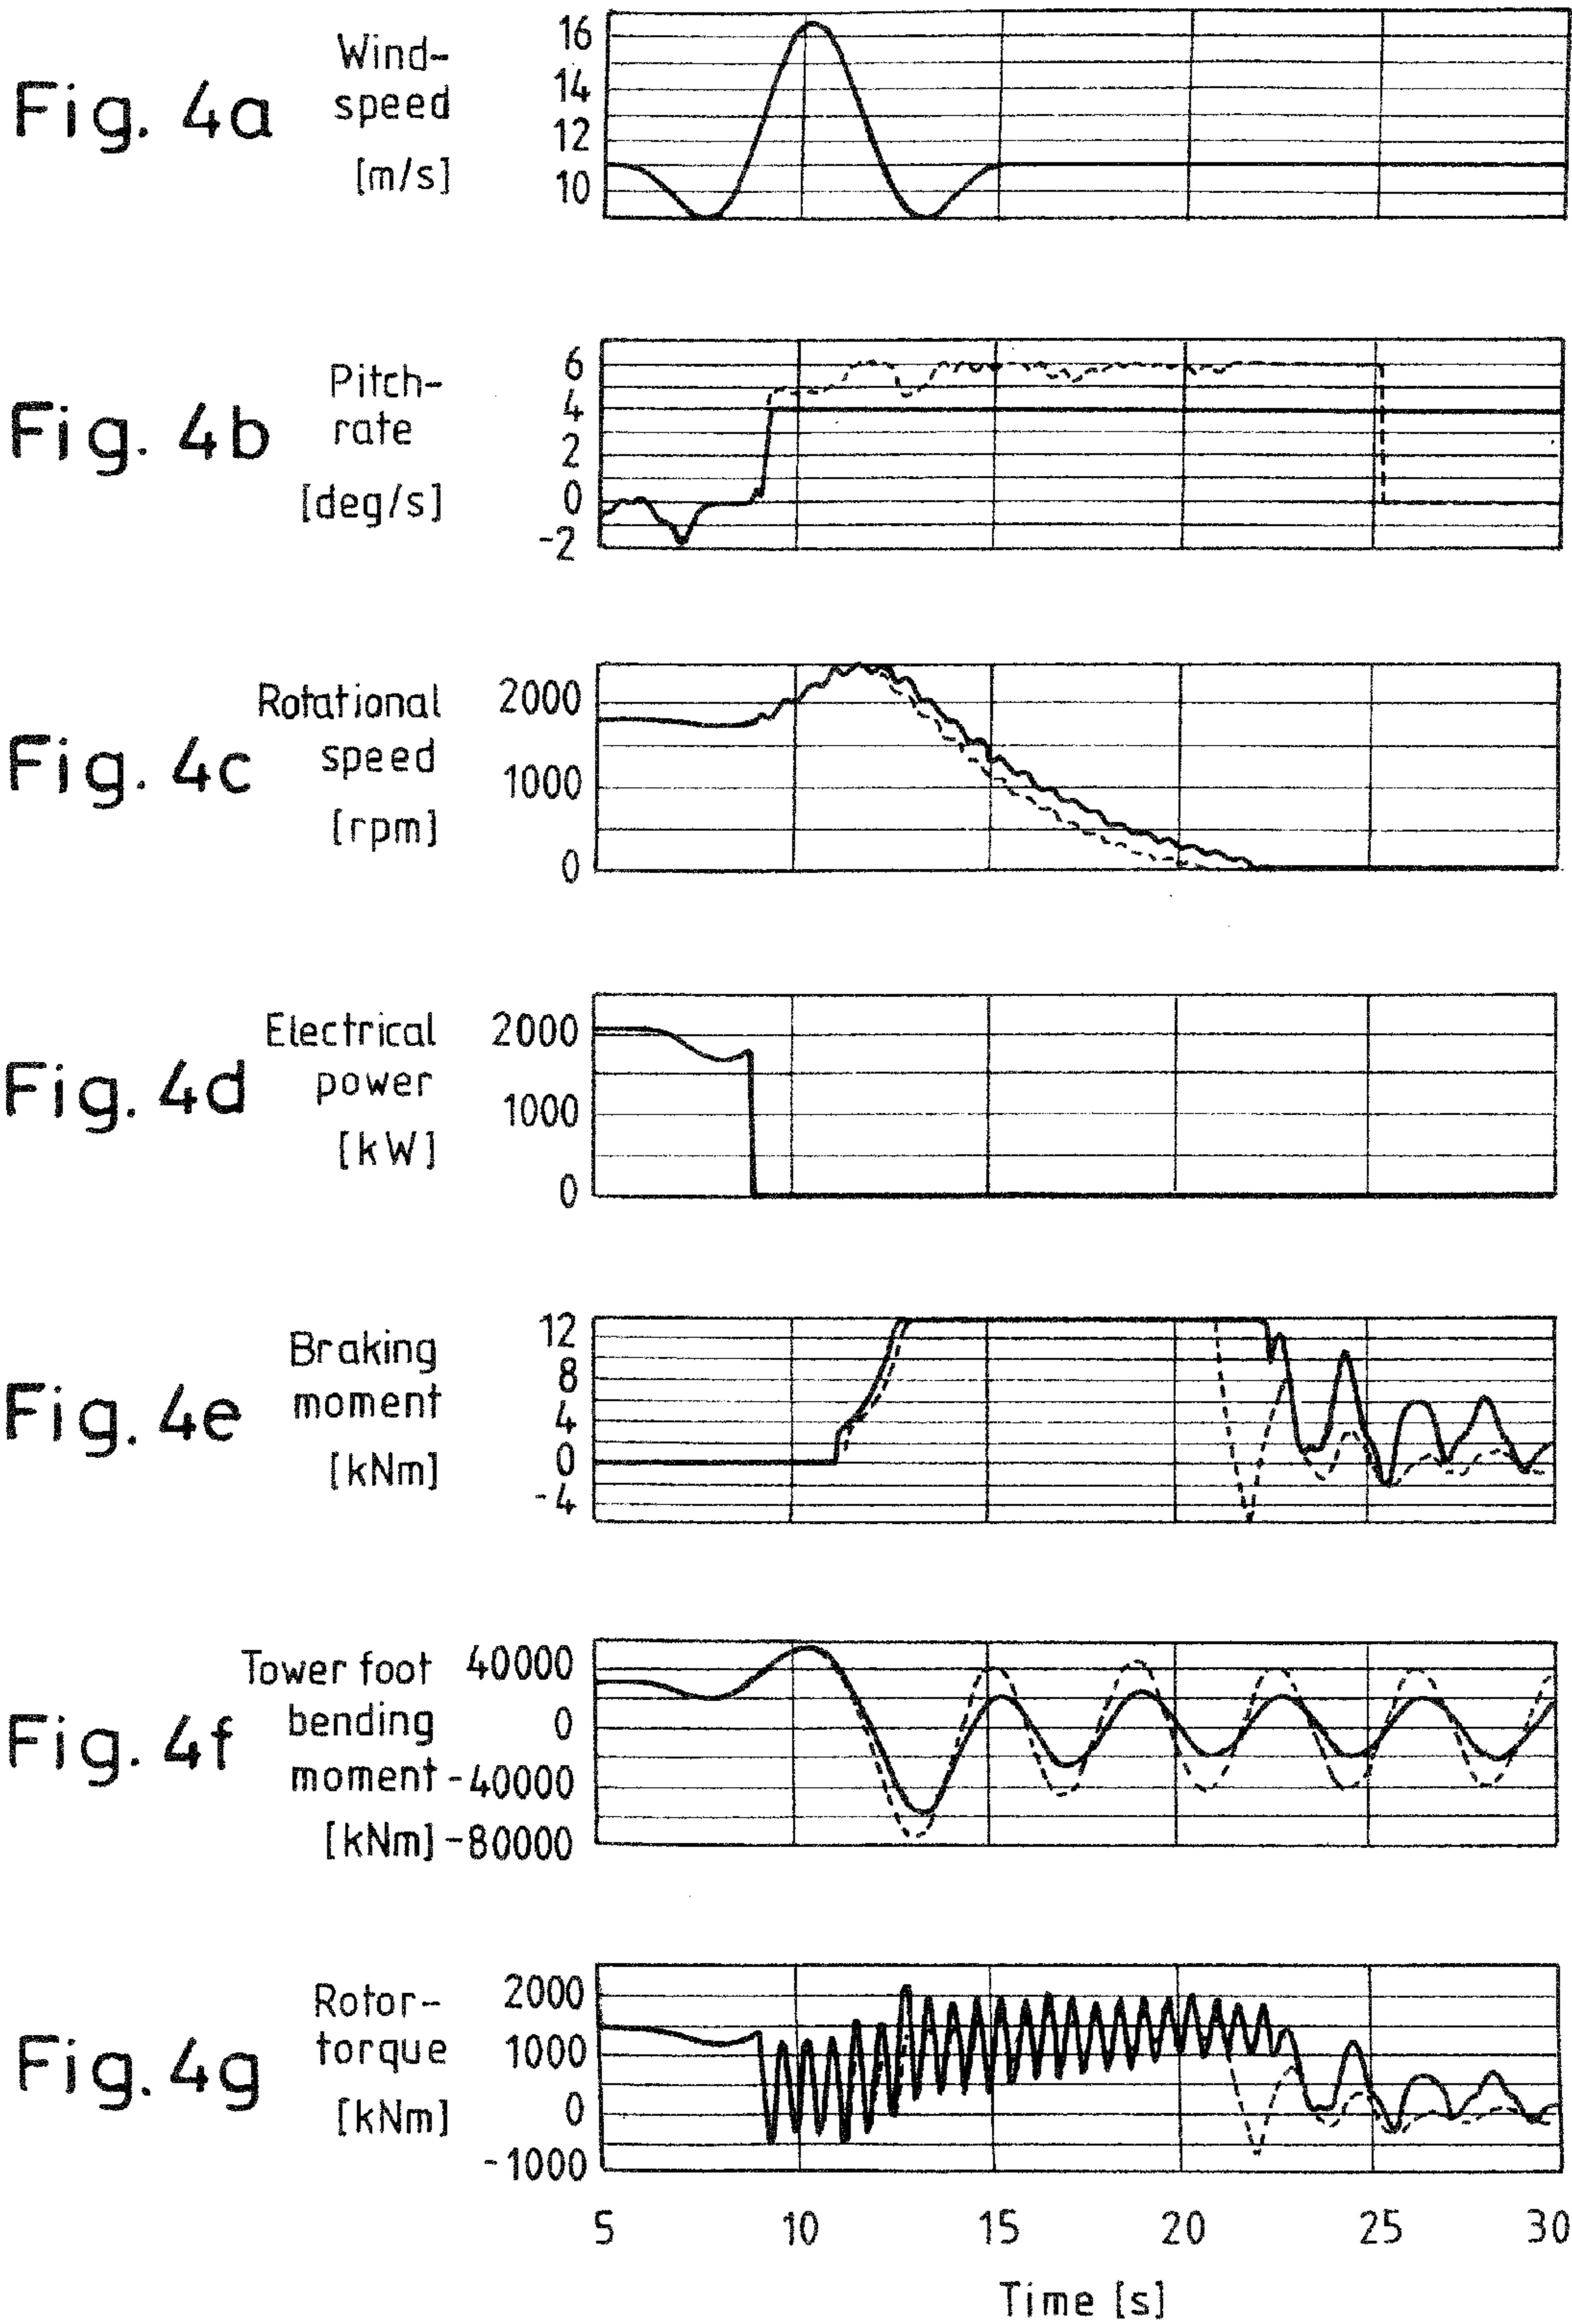 Fig. 4a
Wind-
speed
[m/s]
16
14
12
10
Fig. 4b
Pitch-
rate
[deg/s]
6
4
2
0
-2
Fig. 4c
Rotational
speed
[rpm]
2000
1000
0
Fig. 4d
Electrical
power
[kW]
2000
1000
0
Fig. 4e
Braking
moment
[kNm]
12
8
4
0
-4
Fig. 4f
Tower foot
bending
moment
[kNm]
40000
0
-40000
-80000
Fig. 4g
Rotor-
torque
[kNm]
2000
1000
0
-1000
5 10 15 20 25 30
Time [s]